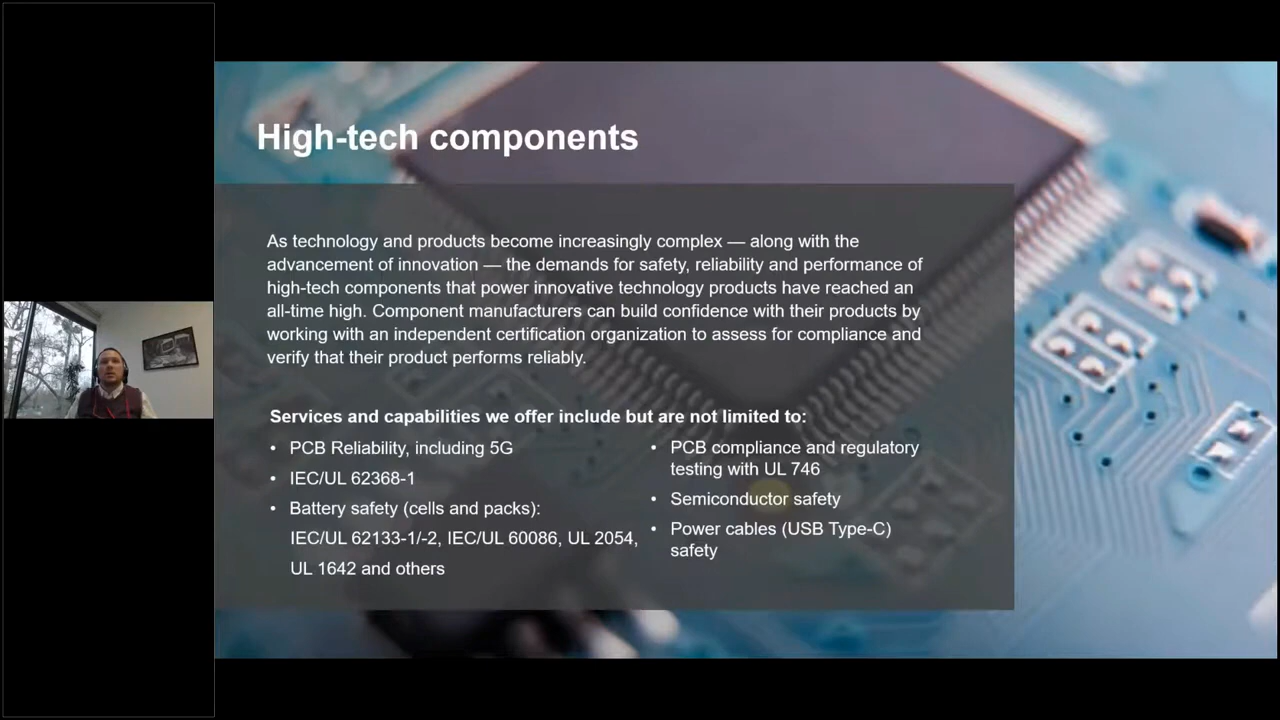 High-tech components
As technology and products become increasingly complex — along with the
advancement of innovation — the demands for safety, reliability and performance of
high-tech components that power innovative technology products have reached an
all-time high. Component manufacturers can build confidence with their products by
working with an independent certification organization to assess for compliance and
verify that their product performs reliably.
Services and capabilities we offer include but are not limited to:
• PCB Reliability, including 5G
• IEC/UL 62368-1
• Battery safety (cells and packs):
IEC/UL 62133-1/-2, IEC/UL 60086, UL 2054,
UL 1642 and others
• PCB compliance and regulatory
testing with UL 746
• Semiconductor safety
• Power cables (USB Type-C)
safety